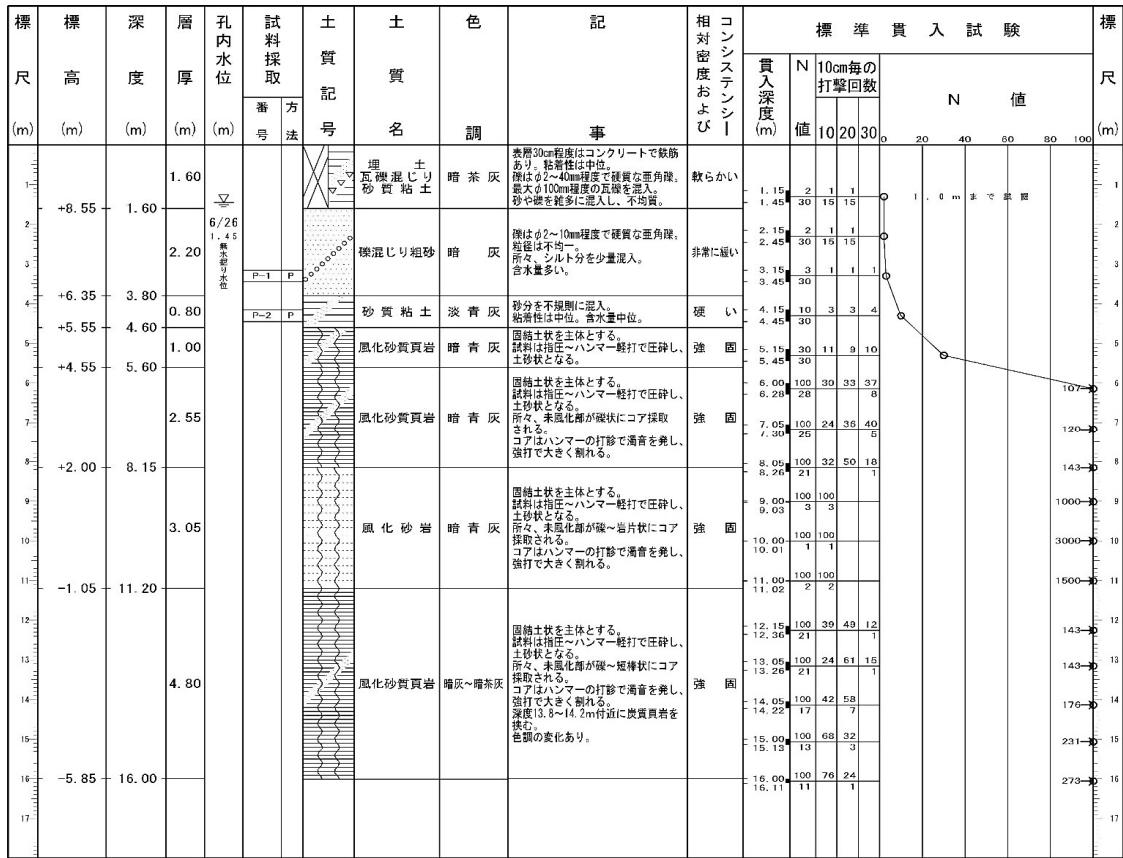 標尺(m) 標高(m) 深度(m) 層厚(m) 孔内水位(m) 試料採取 番号 方法 土質記号 土質名 色調 記事 相対密度および コンシステンシー 標準貫入試験 貫入深度(m) N値 10cm毎の打撃回数 10 20 30 N 値 0 20 40 60 80 100 標尺(m)
1.60 埋土 瓦礫混じり砂質粘土 暗茶灰 軟らかい
表層30cm程度はコンクリートで鉄筋
あり。粘着性は中位。
礫はφ2~40mm程度で硬質な亜角礫。
最大φ100mm程度の瓦礫を混入。
砂や礫を雑多に混入し、不均質。
+8.55 1.60
6/26
1.45
無水掘り水位
2.20 礫混じり粗砂 暗灰 非常に緩い
礫はφ2~10mm程度で硬質な亜角礫。
粒径は不均一。
所々、シルト分を少量混入。
含水量多い。
P-1 P
+6.35 3.80
0.80 砂質粘土 淡青灰 硬い
砂分を不規則に混入。
粘着性は中位。含水量中位。
P-2 P
+5.55 4.60
1.00 風化砂質頁岩 暗青灰 強固
固結土状を主体とする。
試料は指圧~ハンマー軽打で圧砕し、
土砂状となる。
+4.55 5.60
2.55 風化砂質頁岩 暗青灰 強固
固結土状を主体とする。
試料は指圧~ハンマー軽打で圧砕し、
土砂状となる。
所々、未風化部が礫状にコア採取
される。
コアはハンマーの打診で濁音を発し、
強打で大きく割れる。
+2.00 8.15
3.05 風化砂岩 暗青灰 強固
固結土状を主体とする。
試料は指圧~ハンマー軽打で圧砕し、
土砂状となる。
所々、未風化部が礫~岩片状にコア
採取される。
コアはハンマーの打診で濁音を発し、
強打で大きく割れる。
-1.05 11.20
4.80 風化砂質頁岩 暗灰~暗茶灰 強固
固結土状を主体とする。
試料は指圧~ハンマー軽打で圧砕し、
土砂状となる。
所々、未風化部が礫~短棒状にコア
採取される。
コアはハンマーの打診で濁音を発し、
強打で大きく割れる。
深度13.8~14.2m付近に炭質頁岩を
挟む。
色調の変化あり。
-5.85 16.00
1.15 2 1 1
1.45 30 15 15
1.0mまで試掘
2.15 2 1 1
2.45 30 15 15
3.15 3 1 1 1
3.45 30
4.15 10 3 3 4
4.45 30
5.15 30 11 9 10
5.45 30
6.00 100 30 33 37 107
6.28 28 8
7.05 100 24 36 40 120
7.30 25 5
8.05 100 32 50 18 143
8.26 21 1
9.00 100 100 1000
9.03 3 3
10.00 100 100 3000
10.01 1 1
11.00 100 100 1500
11.02 2 2
12.15 100 39 49 12 143
12.36 21 1
13.05 100 24 61 15 143
13.26 21 1
14.05 100 42 58 176
14.22 17 7
15.00 100 68 32 231
15.13 13 3
16.00 100 76 24 273
16.11 11 1
1 2 3 4 5 6 7 8 9 10 11 12 13 14 15 16 17
1 2 3 4 5 6 7 8 9 10 11 12 13 14 15 16 17